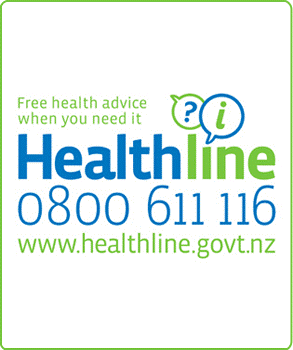 Free health advice
when you need it
? i
Healthline
0800 611 116
www.healthline.govt.nz